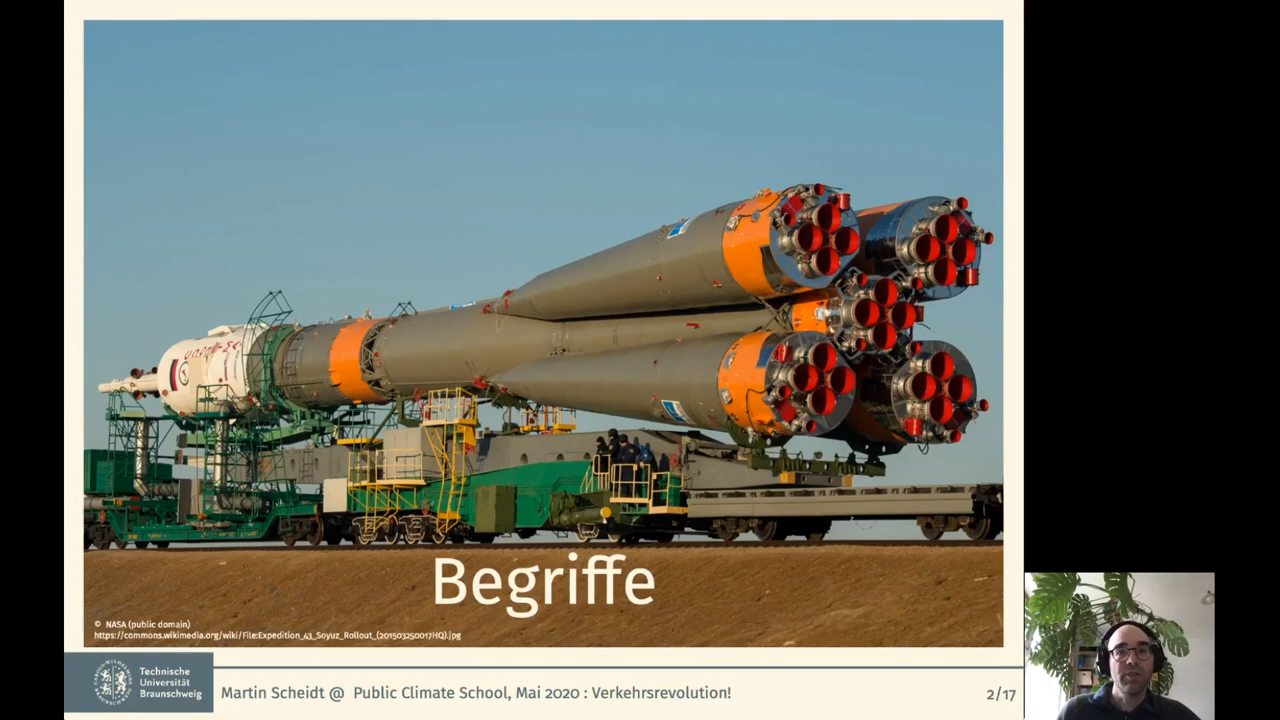 Begriffe
© NASA (public domain)
https://commons.wikimedia.org/wiki/File:Expedition_43_Soyuz_Rollout_(201503250017HQ).jpg
Technische
Universität
Braunschweig
Martin Scheidt @ Public Climate School, Mai 2020 : Verkehrsrevolution!
2/17